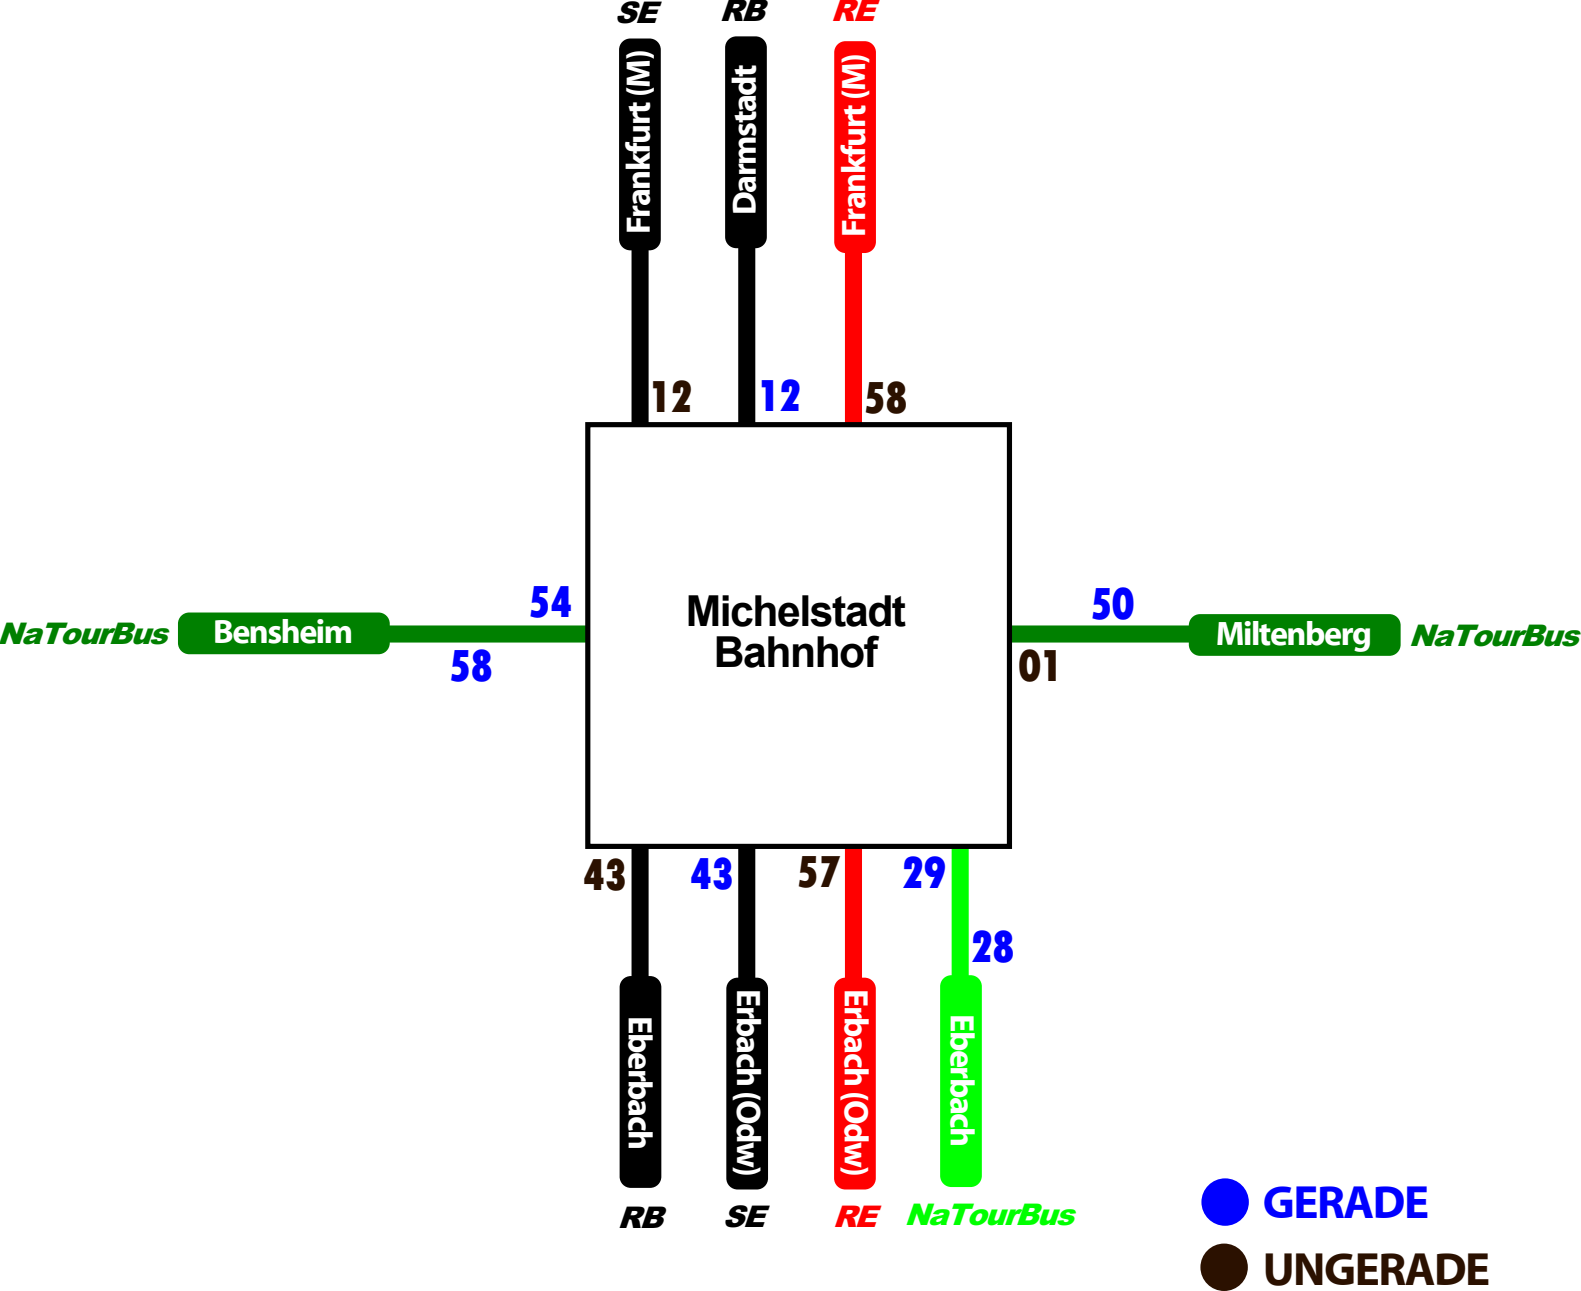 SE
RB
RE
Frankfurt (M)
Darmstadt
Frankfurt (M)
12
12
58
54
58
NaTourBus
Bensheim
Michelstadt
Bahnhof
50
01
Miltenberg
NaTourBus
43
43
57
29
28
Eberbach
Erbach (Odw)
Erbach (Odw)
Eberbach
RB
SE
RE
NaTourBus
GERADE
UNGERADE